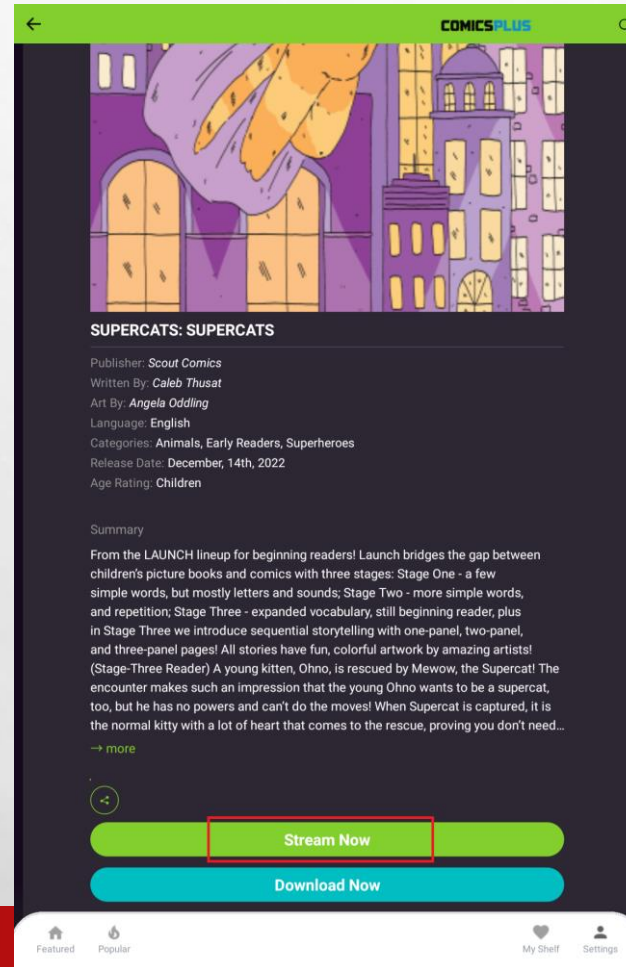 COMICSPLUS
SUPERCATS: SUPERCATS
Publisher: Scout Comics
Written By: Caleb Thusat
Art By: Angela Oddling
Language: English
Categories: Animals, Early Readers, Superheroes
Release Date: December, 14th, 2022
Age Rating: Children
Summary
From the LAUNCH lineup for beginning readers! Launch bridges the gap between
children's picture books and comics with three stages: Stage One - a few
simple words, but mostly letters and sounds; Stage Two - more simple words,
and repetition; Stage Three - expanded vocabulary, still beginning reader, plus
in Stage Three we introduce sequential storytelling with one-panel, two-panel,
and three-panel pages! All stories have fun, colorful artwork by amazing artists!
(Stage-Three Reader) A young kitten, Ohno, is rescued by Mewow, the Supercat! The
encounter makes such an impression that the young Ohno wants to be a supercat,
too, but he has no powers and can't do the moves! When Supercat is captured, it is
the normal kitty with a lot of heart that comes to the rescue, proving you don't need...
→ more
Stream Now
Download Now
Featured Popular My Shelf Settings